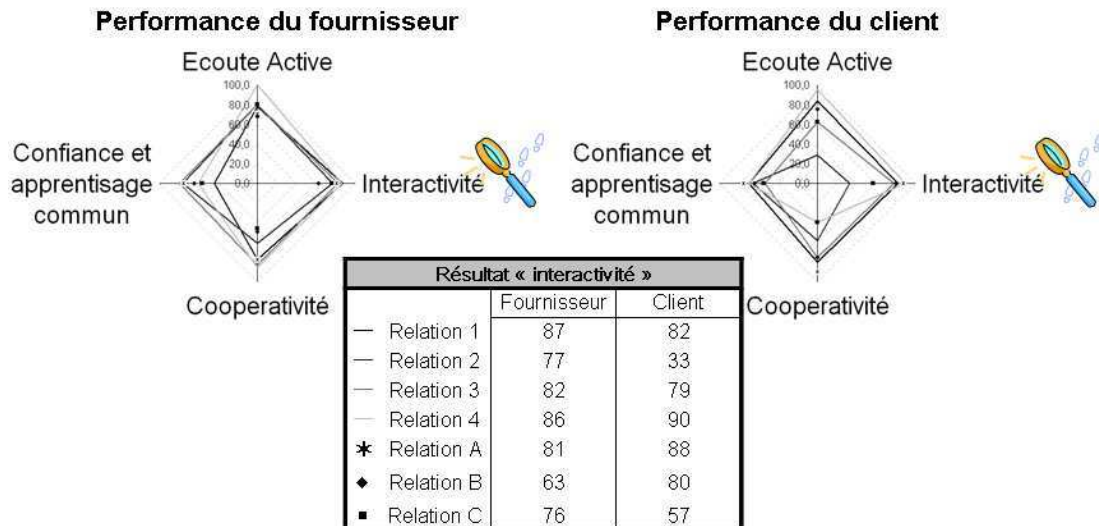 Performance du fournisseur
Ecoute Active
100,0
80,0
60,0
40,0
20,0
0,0
Confiance et
apprentisage
commun
Interactivité
Cooperativité
Performance du client
Ecoute Active
100,0
80,0
60,0
40,0
20,0
0,0
Confiance et
apprentisage
commun
Interactivité
Cooperativité
Résultat « interactivité »
Fournisseur Client
Relation 1 87 82
Relation 2 77 33
Relation 3 82 79
Relation 4 86 90
Relation A 81 88
Relation B 63 80
Relation C 76 57